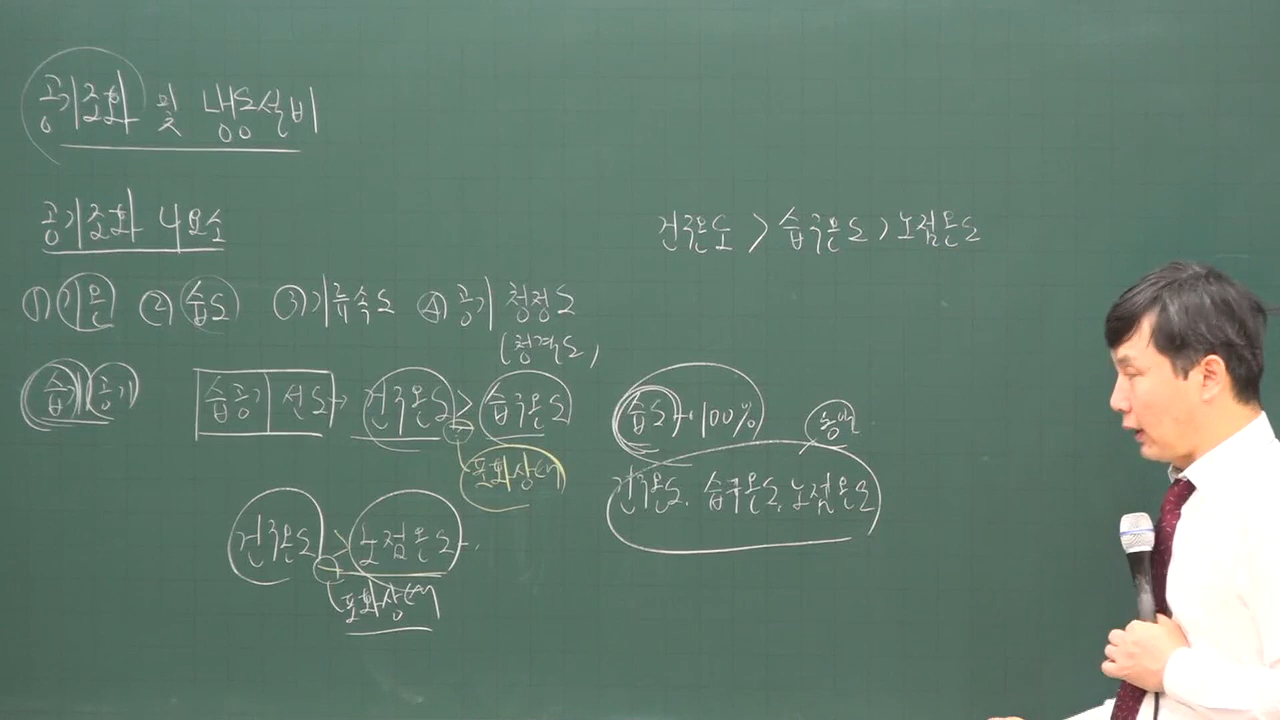 공기조화 및 냉동설비
공기조화 4요소
① 기온 ② 습도 ③ 기류속도 ④ 공기 청정도
(청결도)
습 공기
습공기 선도 → 건구온도 ≥ 습구온도
포화상태
건구온도 ≥ 노점온도
포화상태
건구온도 > 습구온도 > 노점온도
습도 → 100%
동일
건구온도, 습구온도, 노점온도